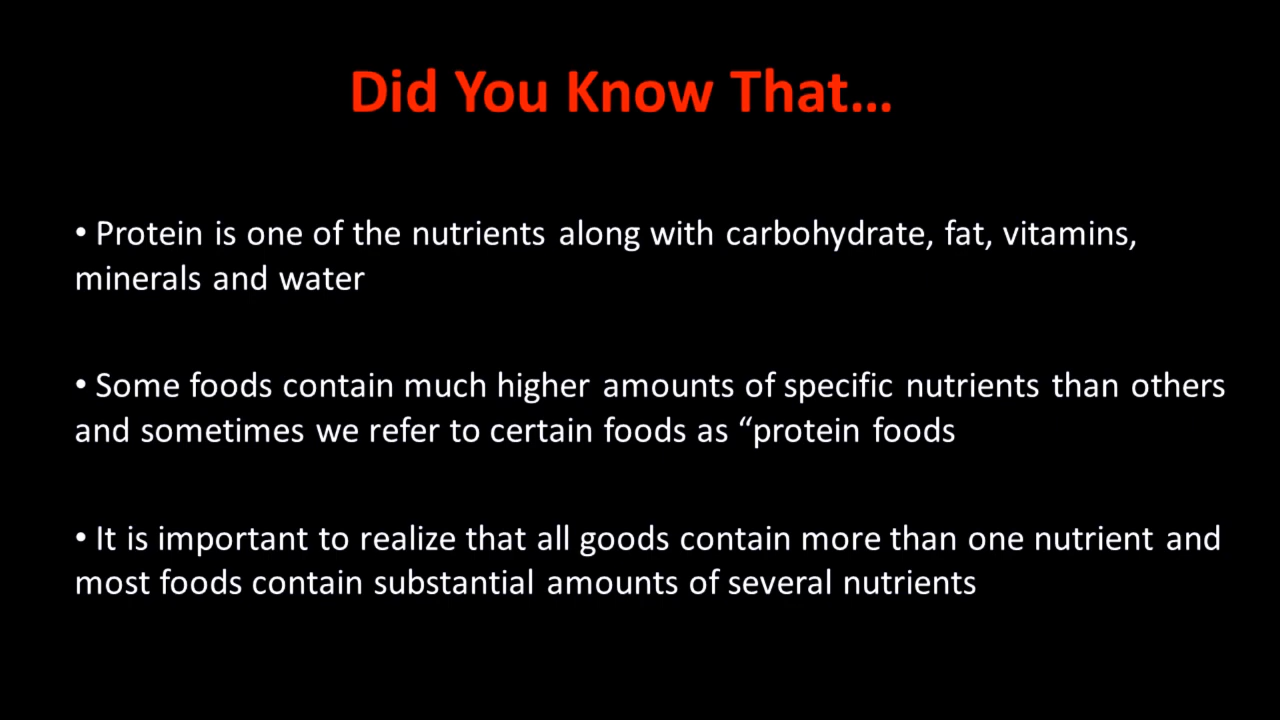 Did You Know That…
• Protein is one of the nutrients along with carbohydrate, fat, vitamins,
minerals and water
• Some foods contain much higher amounts of specific nutrients than others
and sometimes we refer to certain foods as “protein foods
• It is important to realize that all goods contain more than one nutrient and
most foods contain substantial amounts of several nutrients